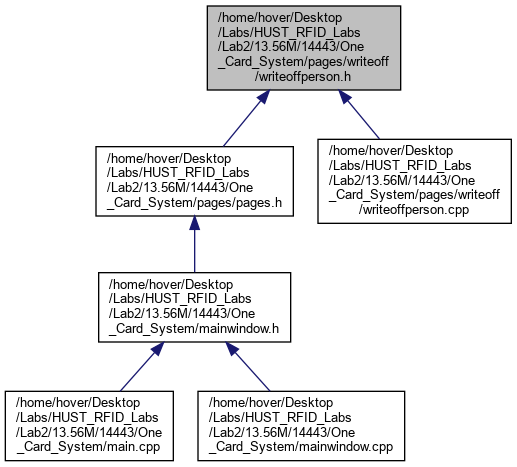 /home/hover/Desktop
/Labs/HUST_RFID_Labs
/Lab2/13.56M/14443/One
_Card_System/pages/writeoff
/writeoffperson.h
/home/hover/Desktop
/Labs/HUST_RFID_Labs
/Lab2/13.56M/14443/One
_Card_System/pages/pages.h
/home/hover/Desktop
/Labs/HUST_RFID_Labs
/Lab2/13.56M/14443/One
_Card_System/pages/writeoff
/writeoffperson.cpp
/home/hover/Desktop
/Labs/HUST_RFID_Labs
/Lab2/13.56M/14443/One
_Card_System/mainwindow.h
/home/hover/Desktop
/Labs/HUST_RFID_Labs
/Lab2/13.56M/14443/One
_Card_System/main.cpp
/home/hover/Desktop
/Labs/HUST_RFID_Labs
/Lab2/13.56M/14443/One
_Card_System/mainwindow.cpp